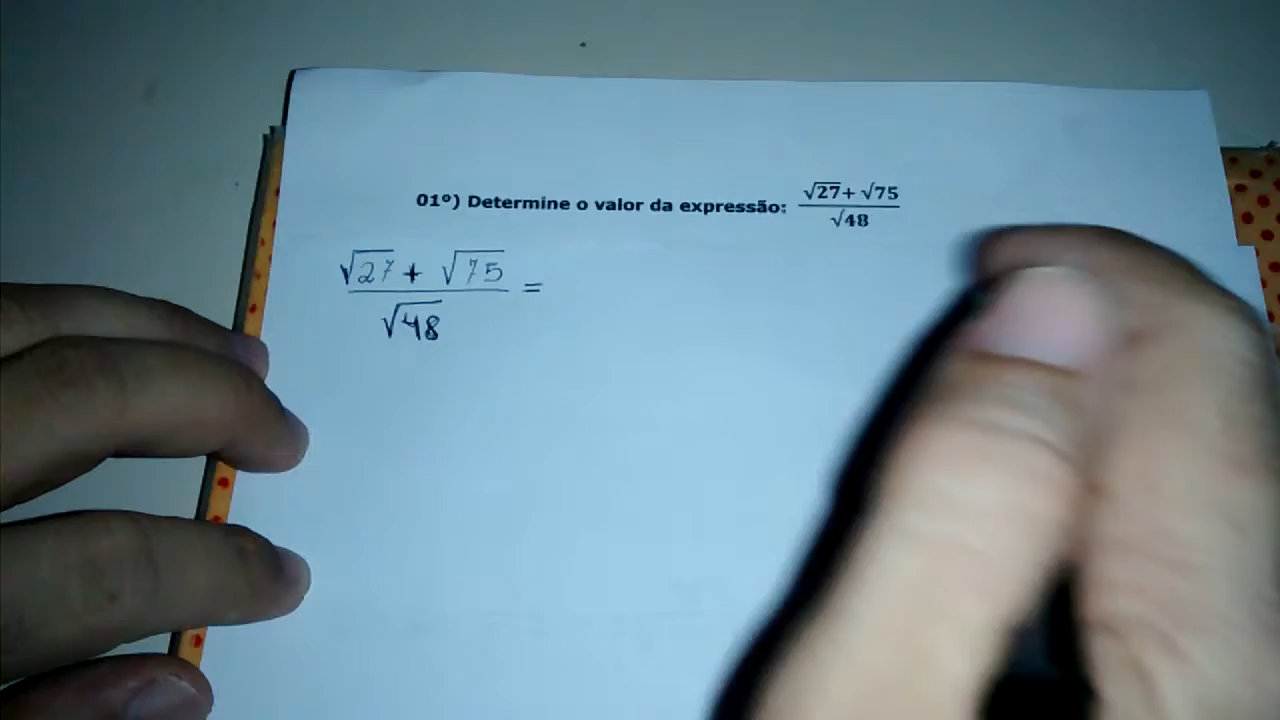 01º) Determine o valor da expressão: (√27+ √75)/√48
(√27 + √75)/√48 =